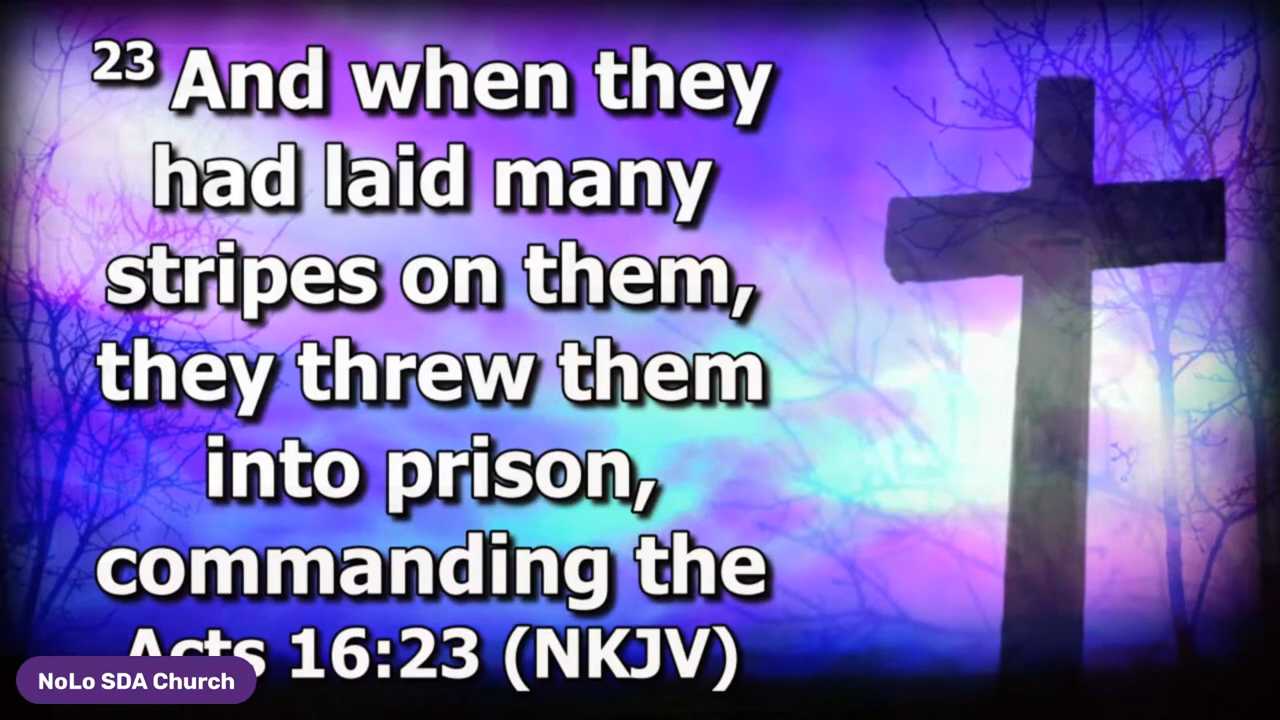 23 And when they
had laid many
stripes on them,
they threw them
into prison,
commanding the
Acts 16:23 (NKJV)
NoLo SDA Church